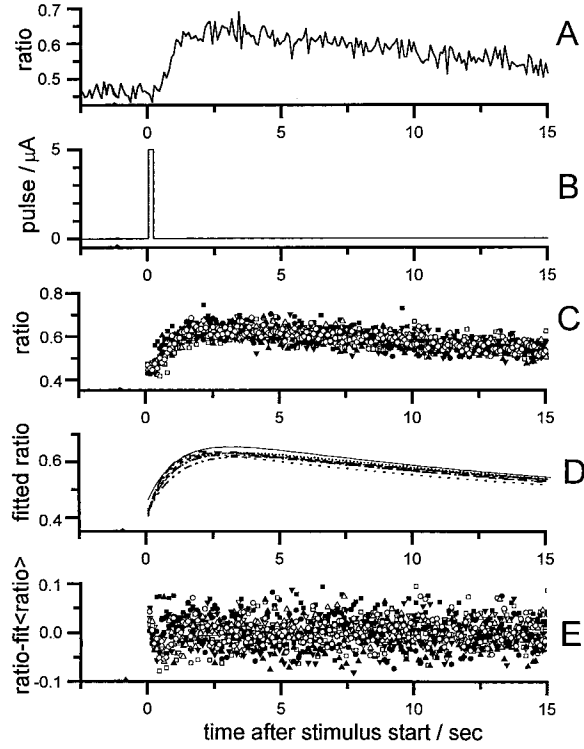 0.7
0.6
0.5
ratio
A
0 5 10 15
5
0
pulse / µA
B
0 5 10 15
0.8
0.6
0.4
ratio
C
0 5 10 15
0.6
0.4
fitted ratio
D
0 5 10 15
0.1
0.0
-0.1
ratio-fit<ratio>
E
0 5 10 15
time after stimulus start / sec